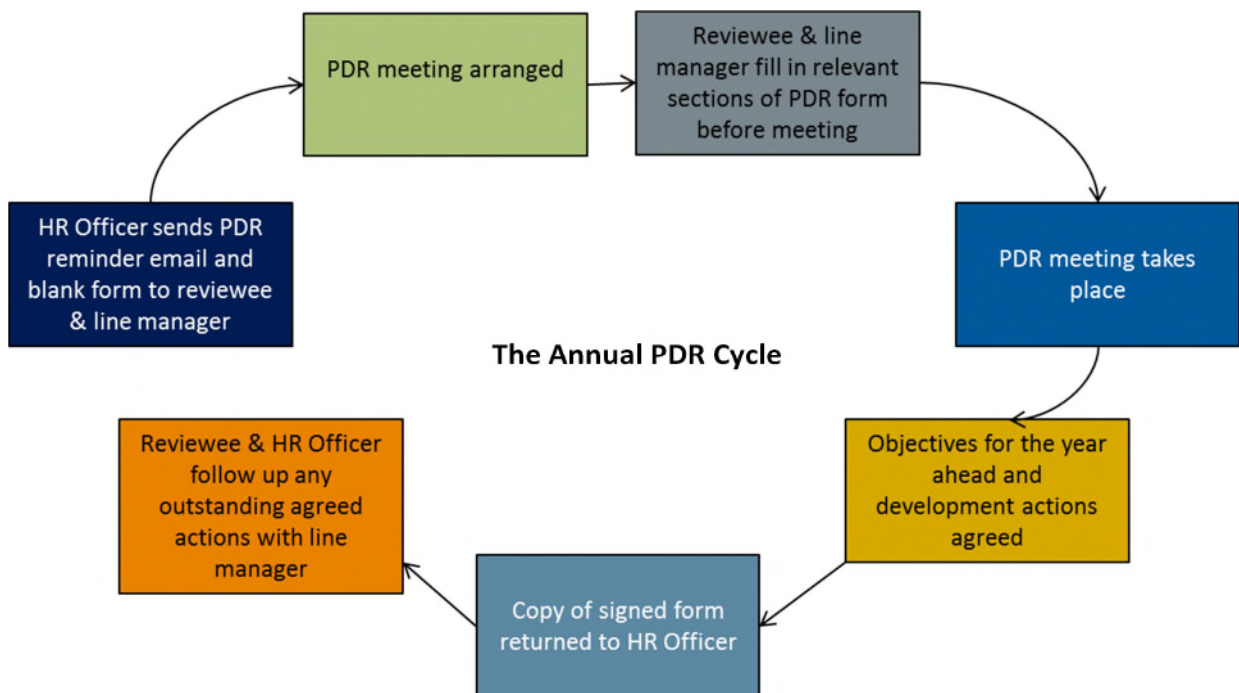 PDR meeting arranged
Reviewee & line
manager fill in relevant
sections of PDR form
before meeting
HR Officer sends PDR
reminder email and
blank form to reviewee
& line manager
PDR meeting takes
place
The Annual PDR Cycle
Reviewee & HR Officer
follow up any
outstanding agreed
actions with line
manager
Objectives for the year
ahead and
development actions
agreed
Copy of signed form
returned to HR Officer